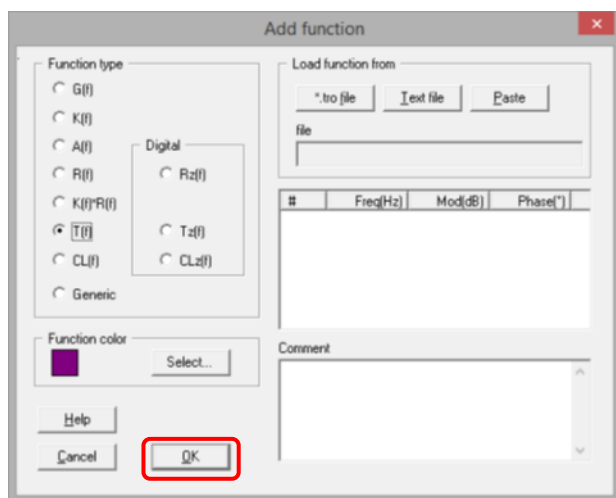 Add function
Function type
G(f)
K(f)
A(f)
R(f)
K(f)*R(f)
T(f)
CL(f)
Generic
Digital
Rz(f)
Tz(f)
CLz(f)
Function color
Select...
Help
Cancel
OK
Load function from
*.tro file
Text file
Paste
file
# Freq(Hz) Mod(dB) Phase(°)
Comment